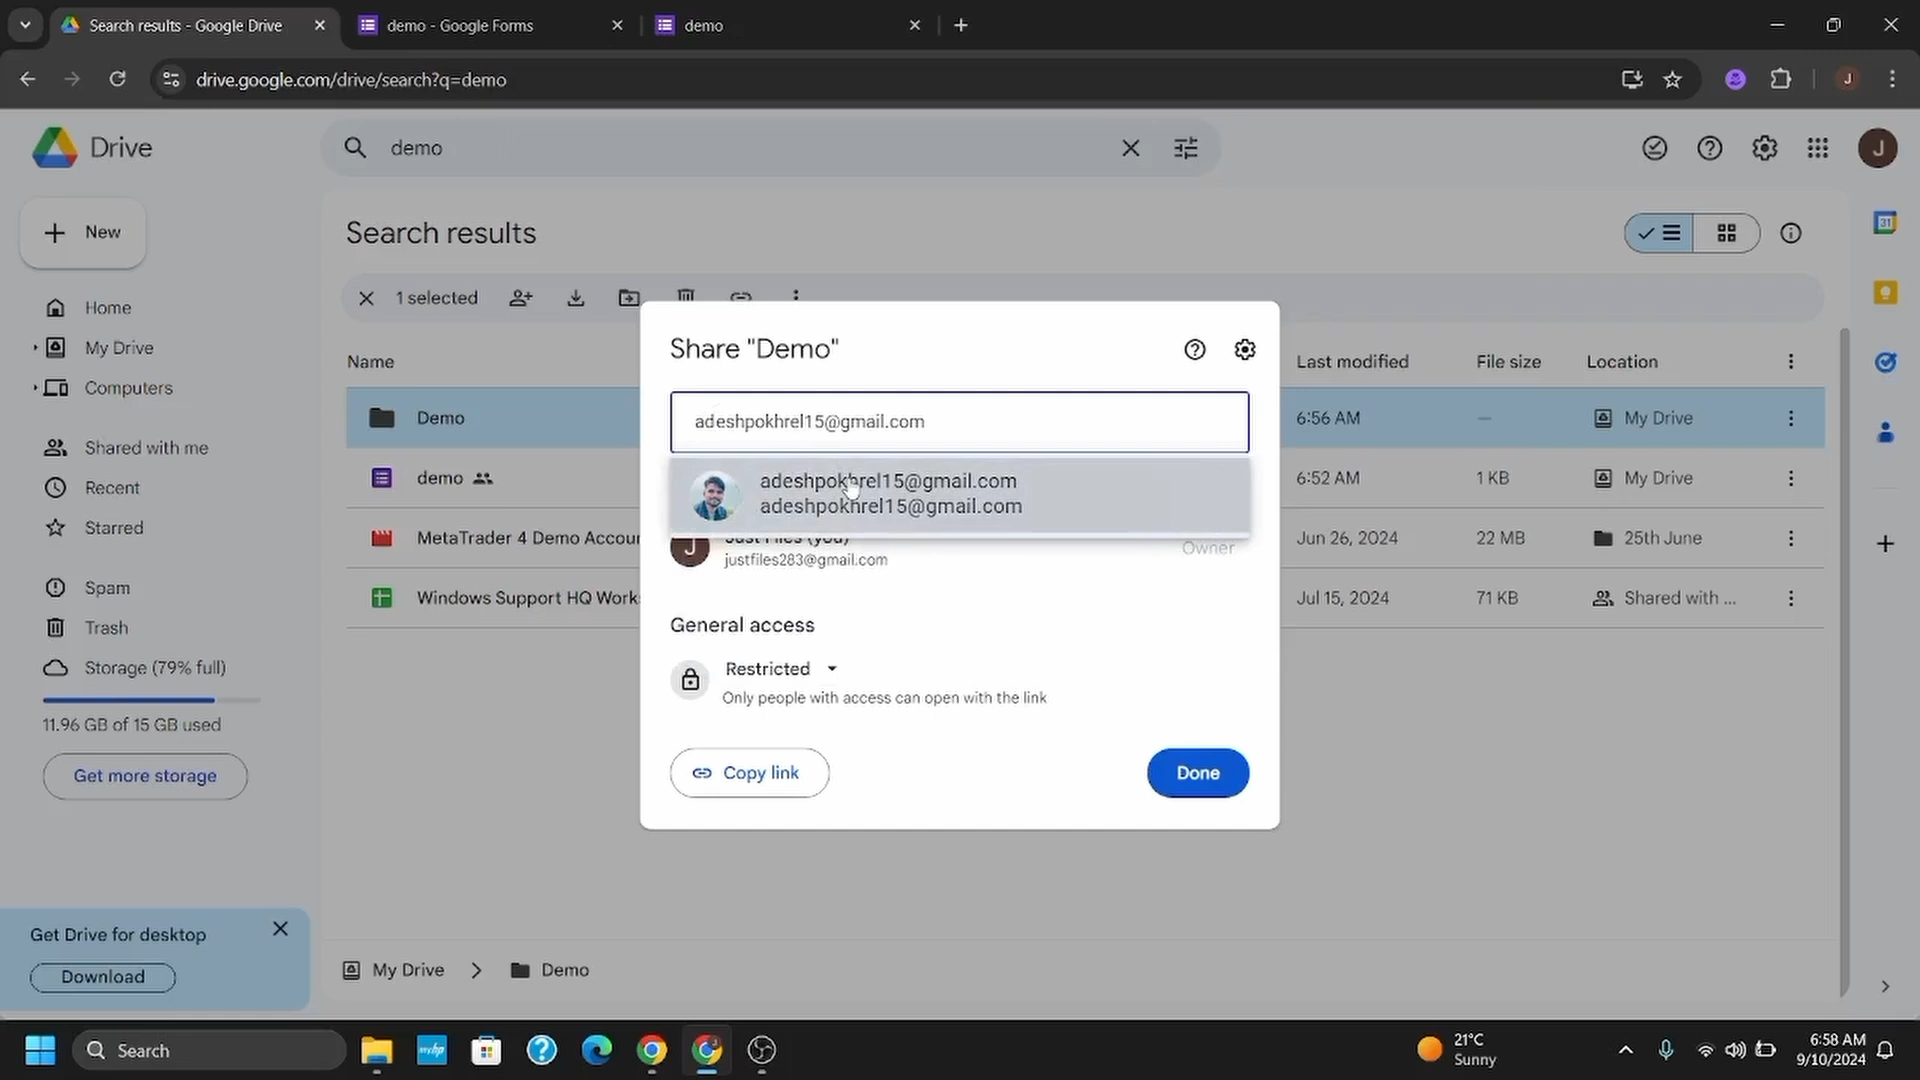 Search results - Google Drive
demo - Google Forms
demo
drive.google.com/drive/search?q=demo
J
Drive
demo
J
New
Search results
31
1 selected
Home
My Drive
Computers
Shared with me
Recent
Starred
Spam
Trash
Storage (79% full)
11.96 GB of 15 GB used
Get more storage
Name
Last modified
File size
Location
Demo
6:56 AM
—
My Drive
demo
6:52 AM
1 KB
My Drive
MetaTrader 4 Demo Accour
Jun 26, 2024
22 MB
25th June
Windows Support HQ Work
Jul 15, 2024
71 KB
Shared with ...
Share "Demo"
adeshpokhrel15@gmail.com
adeshpokhrel15@gmail.com
adeshpokhrel15@gmail.com
J
Just Files (you)
justfiles283@gmail.com
Owner
General access
Restricted
Only people with access can open with the link
Copy link
Done
Get Drive for desktop
Download
My Drive
Demo
Search
myhp
21°C
Sunny
6:58 AM
9/10/2024